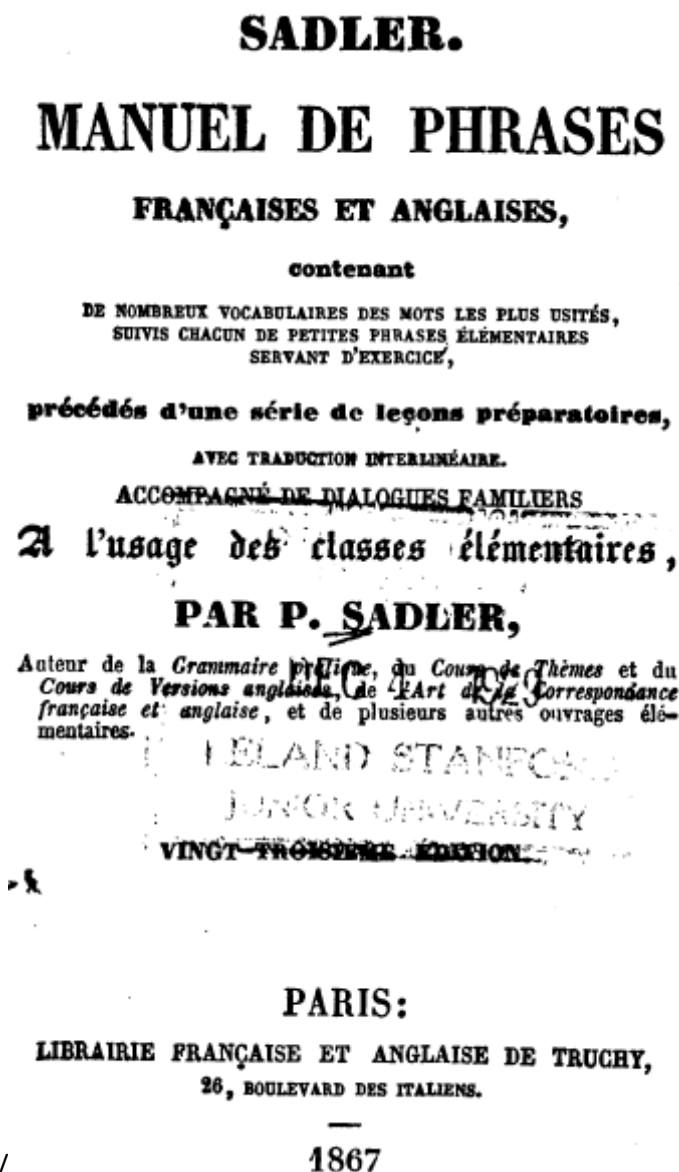 SADLER.
MANUEL DE PHRASES
FRANÇAISES ET ANGLAISES,
contenant
DE NOMBREUX VOCABULAIRES DES MOTS LES PLUS USITÉS,
SUIVIS CHACUN DE PETITES PHRASES ÉLÉMENTAIRES
SERVANT D'EXERCICE,
précédés d'une série de leçons préparatoires,
AVEC TRADUCTION INTERLINÉAIRE.
ACCOMPAGNÉ DE DIALOGUES FAMILIERS
A l'usage des classes élémentaires,
PAR P. SADLER,
Auteur de la Grammaire pratique, du Cours de Thèmes et du
Cours de Versions anglaises, de l'Art de la Correspondance
française et anglaise, et de plusieurs autres ouvrages élé-
mentaires.
LELAND STANFORD
JUNIOR UNIVERSITY
VINGT-TROISIÈME ÉDITION.
PARIS:
LIBRAIRIE FRANÇAISE ET ANGLAISE DE TRUCHY,
26, BOULEVARD DES ITALIENS.
1867